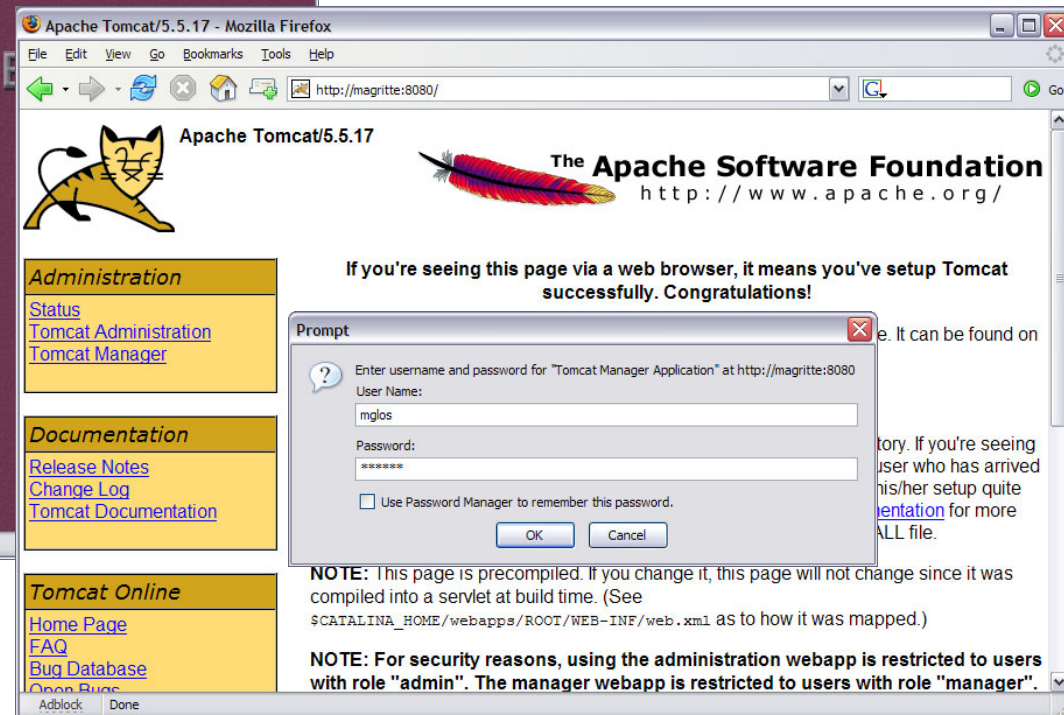 Apache Tomcat/5.5.17 - Mozilla Firefox
File Edit View Go Bookmarks Tools Help
http://magritte:8080/
G
Go
Apache Tomcat/5.5.17
The Apache Software Foundation
http://www.apache.org/
Administration
Status
Tomcat Administration
Tomcat Manager
Documentation
Release Notes
Change Log
Tomcat Documentation
Tomcat Online
Home Page
FAQ
Bug Database
Open Bugs
If you're seeing this page via a web browser, it means you've setup Tomcat
successfully. Congratulations!
e. It can be found on
tory. If you're seeing
user who has arrived
his/her setup quite
mentation for more
ALL file.
Prompt
Enter username and password for "Tomcat Manager Application" at http://magritte:8080
User Name:
mglos
Password:
******
Use Password Manager to remember this password.
OK Cancel
NOTE: This page is precompiled. If you change it, this page will not change since it was
compiled into a servlet at build time. (See
$CATALINA_HOME/webapps/ROOT/WEB-INF/web.xml as to how it was mapped.)
NOTE: For security reasons, using the administration webapp is restricted to users
with role "admin". The manager webapp is restricted to users with role "manager".
Adblock Done